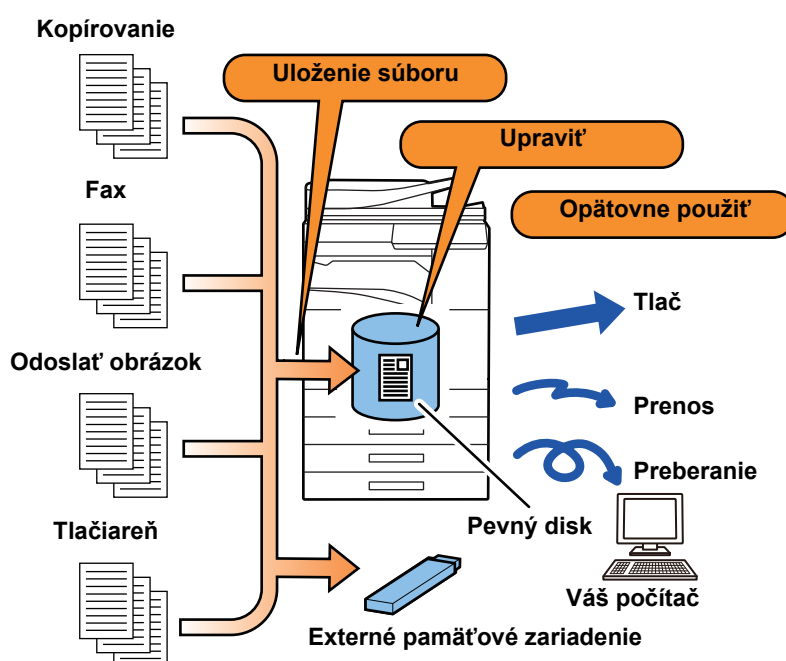 Kopírovanie
Uloženie súboru
Upraviť
Fax
Opätovne použiť
Tlač
Odoslať obrázok
Prenos
Preberanie
Tlačiareň
Pevný disk
Váš počítač
Externé pamäťové zariadenie